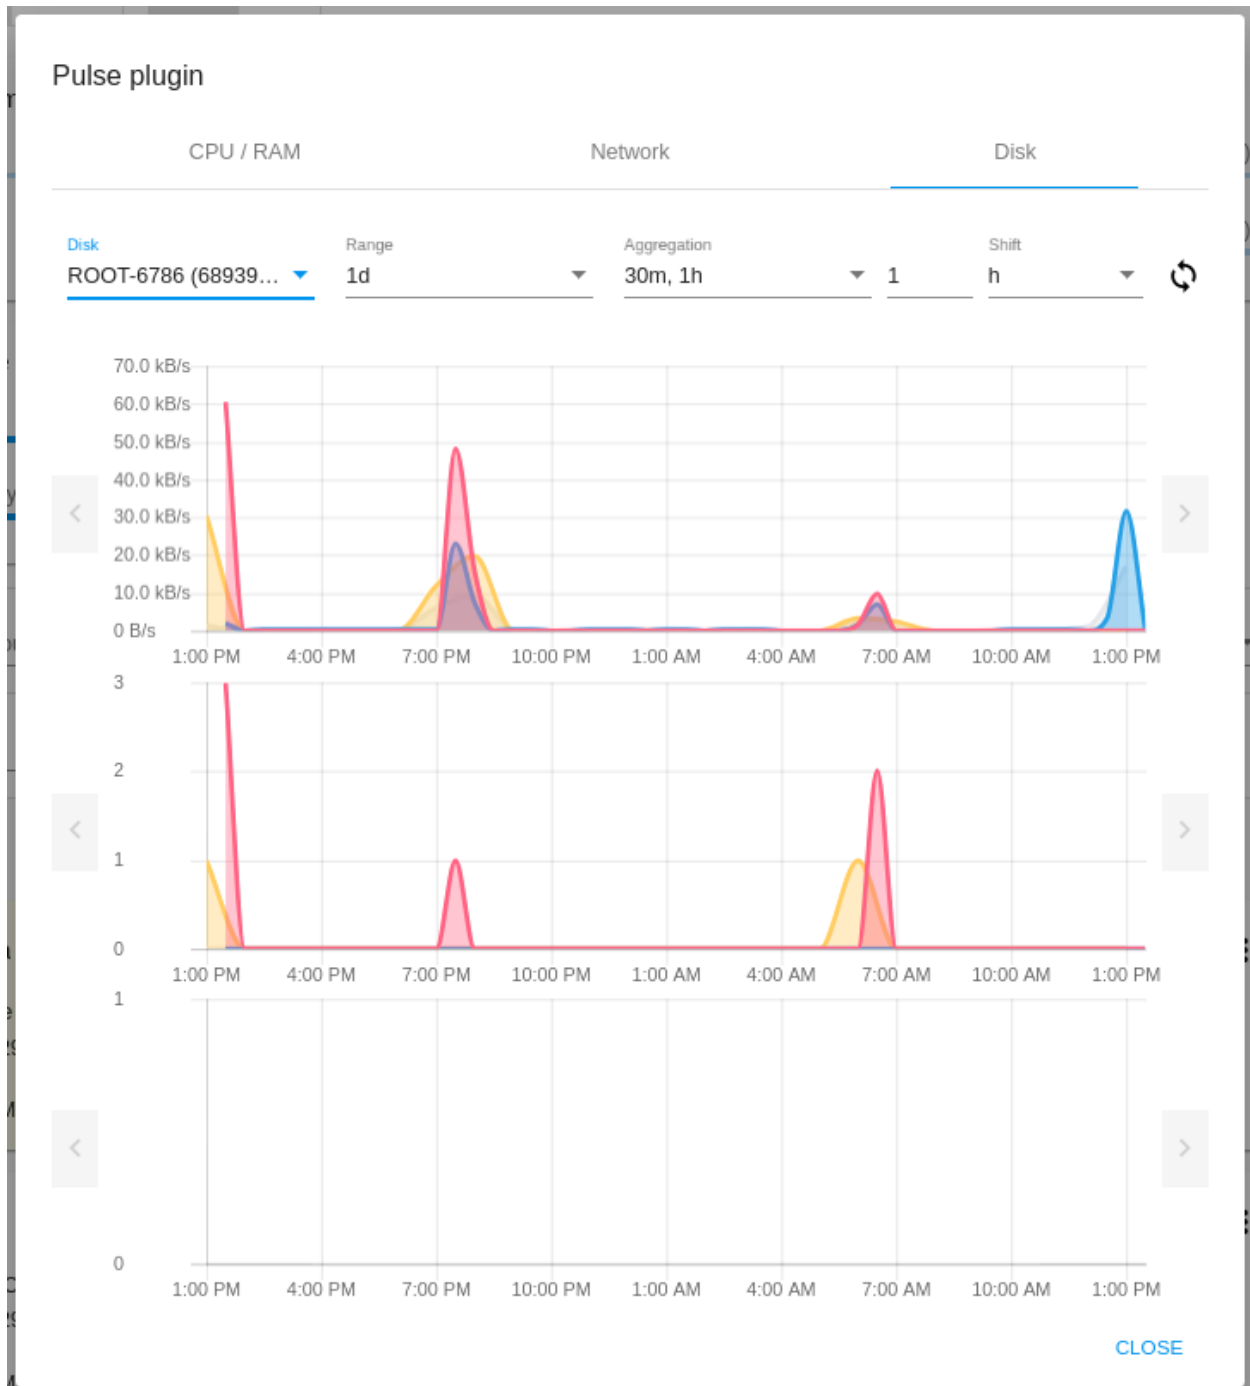 Pulse plugin
CPU / RAM Network Disk
Disk Range Aggregation Shift
ROOT-6786 (68939... 1d 30m, 1h 1 h
70.0 kB/s
60.0 kB/s
50.0 kB/s
40.0 kB/s
30.0 kB/s
20.0 kB/s
10.0 kB/s
0 B/s
1:00 PM 4:00 PM 7:00 PM 10:00 PM 1:00 AM 4:00 AM 7:00 AM 10:00 AM 1:00 PM
3
2
1
0
1:00 PM 4:00 PM 7:00 PM 10:00 PM 1:00 AM 4:00 AM 7:00 AM 10:00 AM 1:00 PM
1
0
1:00 PM 4:00 PM 7:00 PM 10:00 PM 1:00 AM 4:00 AM 7:00 AM 10:00 AM 1:00 PM
CLOSE